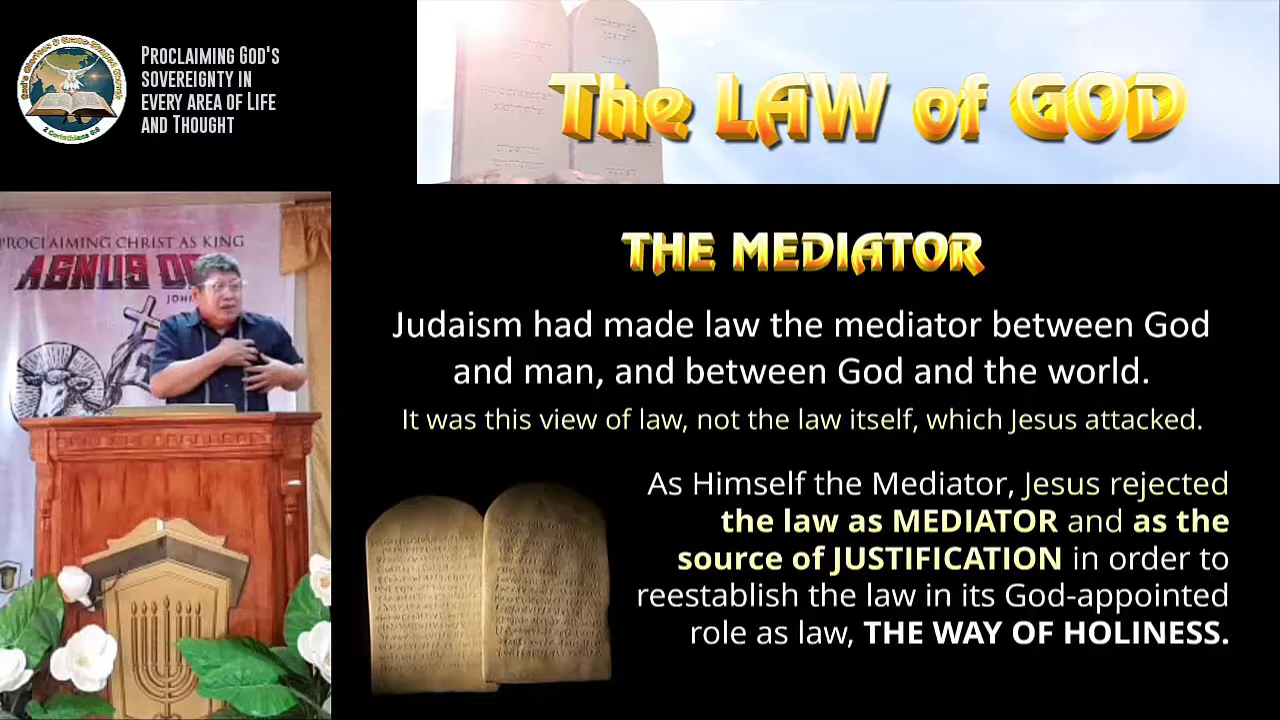 PROCLAIMING GOD'S
SOVEREIGNTY IN
EVERY AREA OF LIFE
AND THOUGHT
2 Corinthians
The LAW of GOD
PROCLAIMING CHRIST AS KING
AGNUS
JOHN
THE MEDIATOR
Judaism had made law the mediator between God
and man, and between God and the world.
It was this view of law, not the law itself, which Jesus attacked.
As Himself the Mediator, Jesus rejected
the law as MEDIATOR and as the
source of JUSTIFICATION in order to
reestablish the law in its God-appointed
role as law, THE WAY OF HOLINESS.